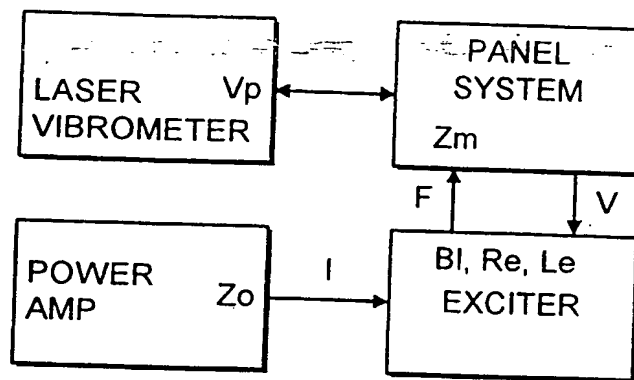 LASER Vp
VIBROMETER
PANEL
SYSTEM
Zm
F V
POWER
AMP Zo
I
Bl, Re, Le
EXCITER